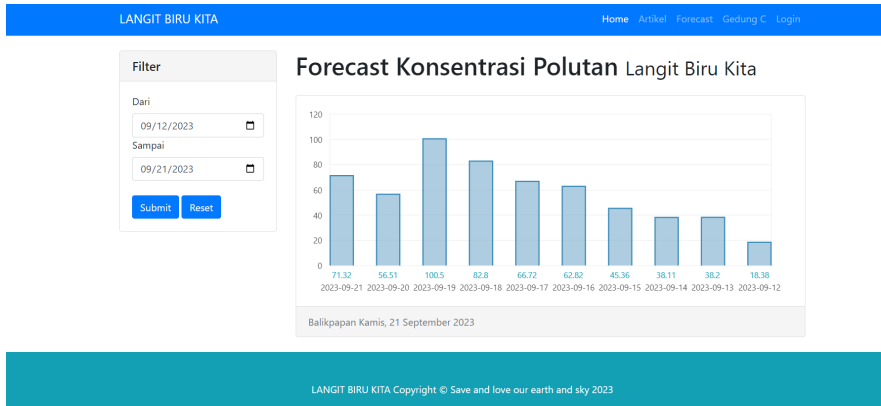 LANGIT BIRU KITA
Home Artikel Forecast Gedung C Login
Filter
Dari
09/12/2023
Sampai
09/21/2023
Submit Reset
Forecast Konsentrasi Polutan Langit Biru Kita
120
100
80
60
40
20
0
71.32 56.51 100.5 82.8 66.72 62.82 45.36 38.11 38.2 18.38
2023-09-21 2023-09-20 2023-09-19 2023-09-18 2023-09-17 2023-09-16 2023-09-15 2023-09-14 2023-09-13 2023-09-12
Balikpapan Kamis, 21 September 2023
LANGIT BIRU KITA Copyright © Save and love our earth and sky 2023